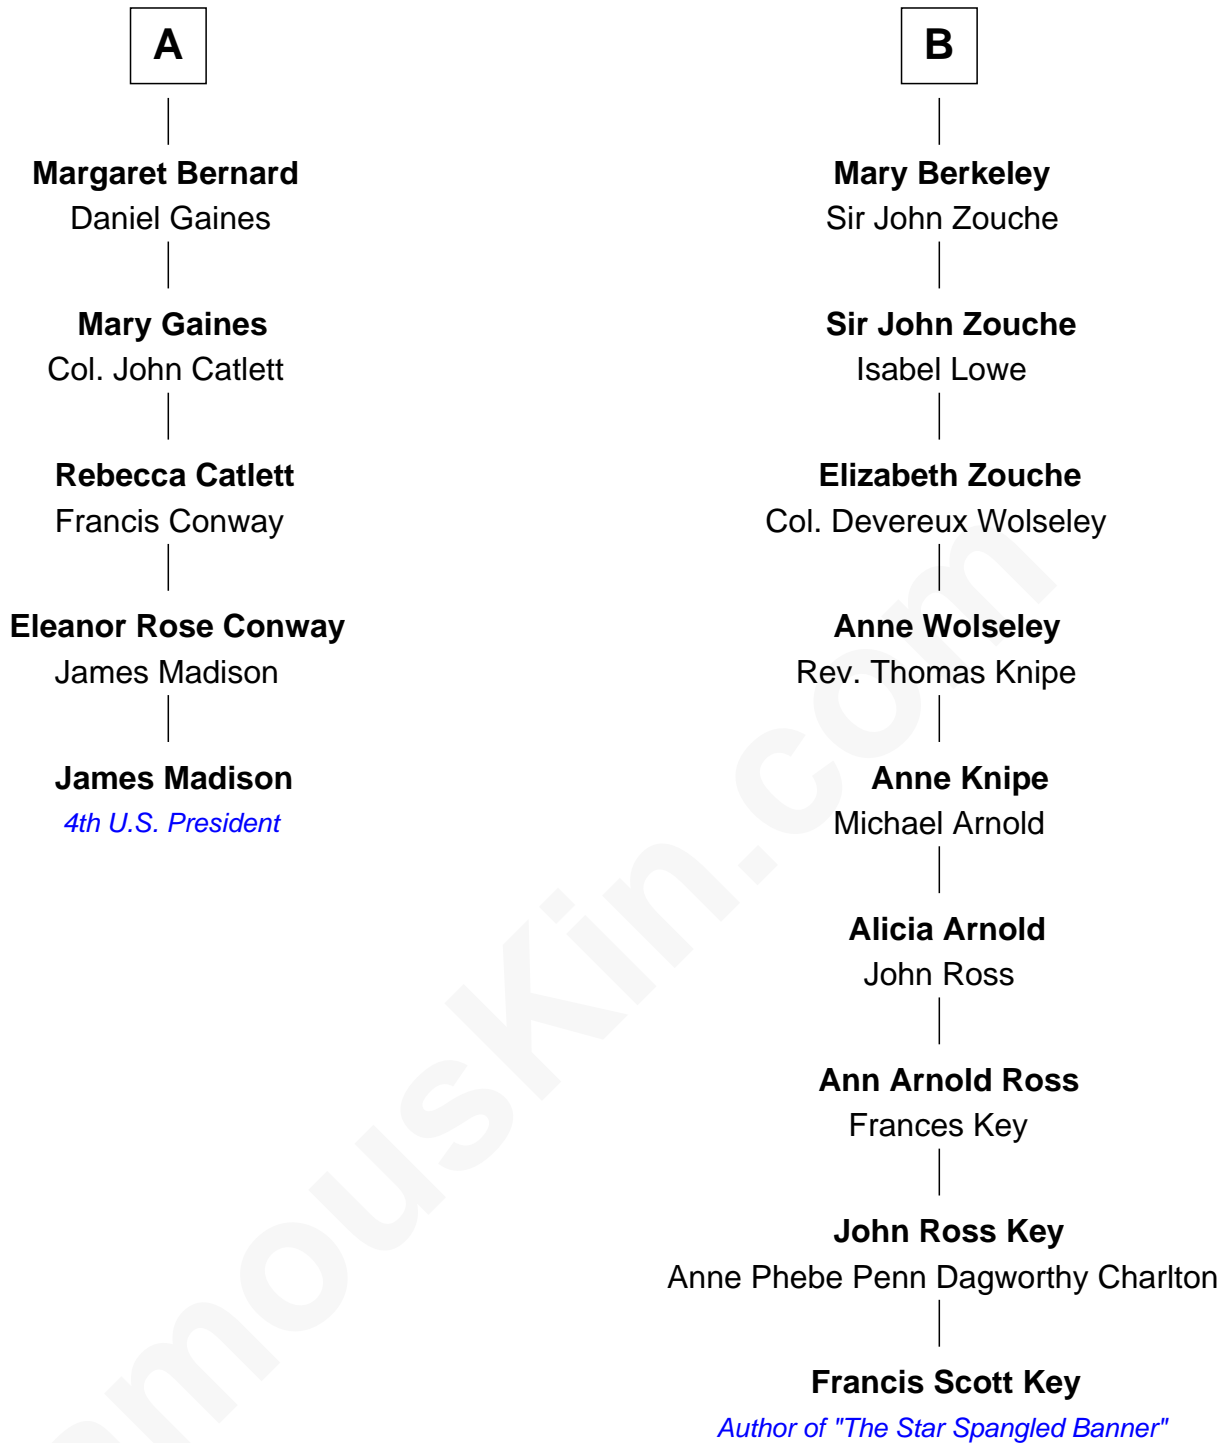 A
Margaret Bernard
Daniel Gaines
Mary Gaines
Col. John Catlett
Rebecca Catlett
Francis Conway
Eleanor Rose Conway
James Madison
James Madison
4th U.S. President
B
Mary Berkeley
Sir John Zouche
Sir John Zouche
Isabel Lowe
Elizabeth Zouche
Col. Devereux Wolseley
Anne Wolseley
Rev. Thomas Knipe
Anne Knipe
Michael Arnold
Alicia Arnold
John Ross
Ann Arnold Ross
Frances Key
John Ross Key
Anne Phebe Penn Dagworthy Charlton
Francis Scott Key
Author of "The Star Spangled Banner"
amouskin.com